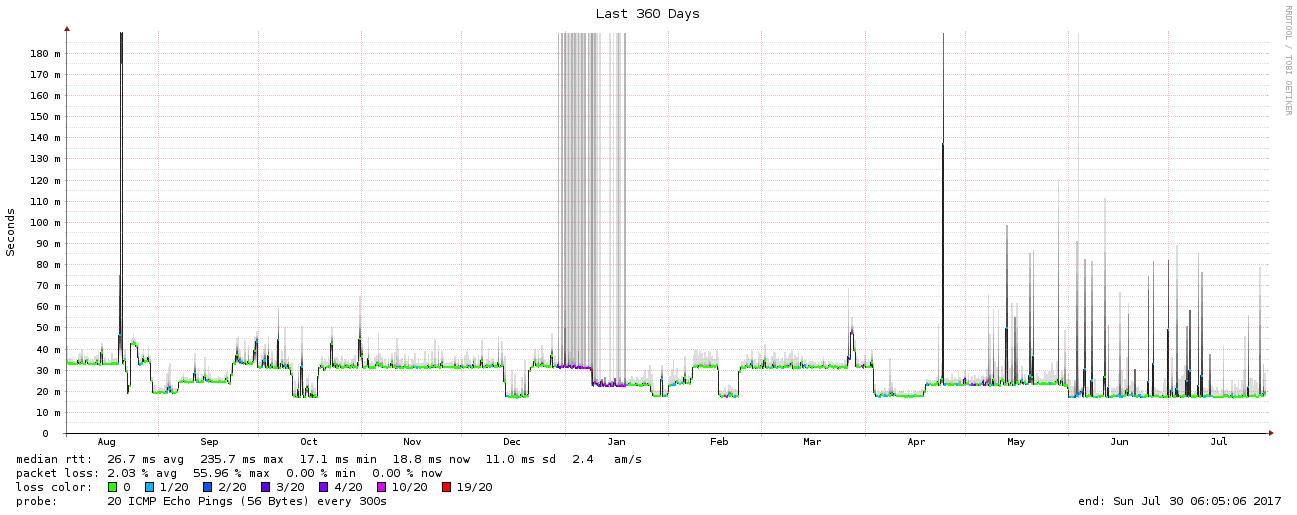 Last 360 Days
RRDTOOL / TOBI OETIKER
Seconds
180 m
170 m
160 m
150 m
140 m
130 m
120 m
110 m
100 m
90 m
80 m
70 m
60 m
50 m
40 m
30 m
20 m
10 m
0
Aug Sep Oct Nov Dec Jan Feb Mar Apr May Jun Jul
median rtt: 26.7 ms avg 235.7 ms max 17.1 ms min 18.8 ms now 11.0 ms sd 2.4 am/s
packet loss: 2.03 % avg 55.96 % max 0.00 % min 0.00 % now
loss color: 0 1/20 2/20 3/20 4/20 10/20 19/20
probe: 20 ICMP Echo Pings (56 Bytes) every 300s end: Sun Jul 30 06:05:06 2017